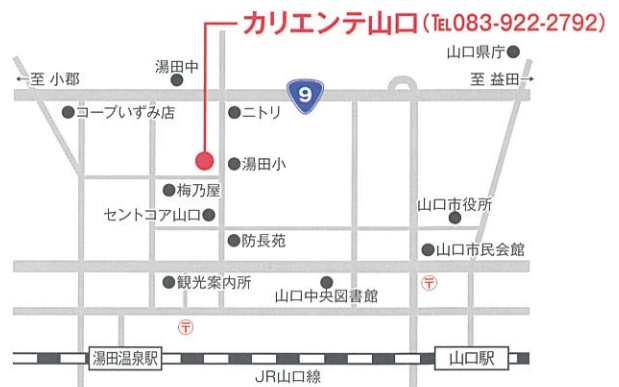 カリエンテ山口(℡083-922-2792)
山口県庁
←至 小郡
湯田中
至 益田→
9
コープいずみ店
ニトリ
湯田小
梅乃屋
セントコア山口
山口市役所
防長苑
山口市民会館
観光案内所
山口中央図書館
〒
〒
湯田温泉駅
山口駅
JR山口線